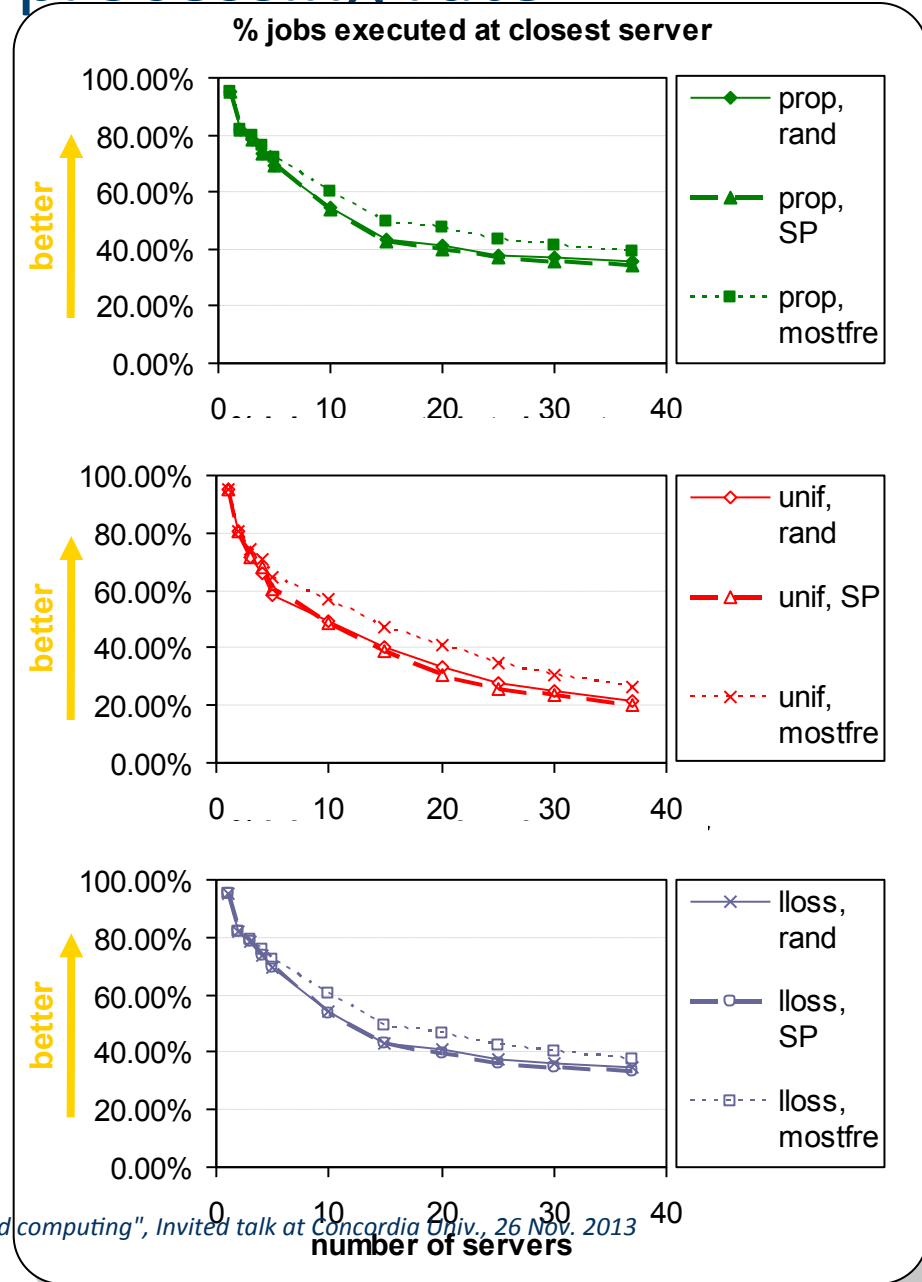 % jobs executed at closest server
better
100.00%
80.00%
60.00%
40.00%
20.00%
0.00%
0 10 20 30 40
prop,
rand
prop,
SP
prop,
mostfre
better
100.00%
80.00%
60.00%
40.00%
20.00%
0.00%
0 10 20 30 40
unif,
rand
unif, SP
unif,
mostfre
better
100.00%
80.00%
60.00%
40.00%
20.00%
0.00%
0 10 20 30 40
lloss,
rand
lloss,
SP
lloss,
mostfre
d computing", Invited talk at Concordia Univ., 26 Nov. 2013
number of servers